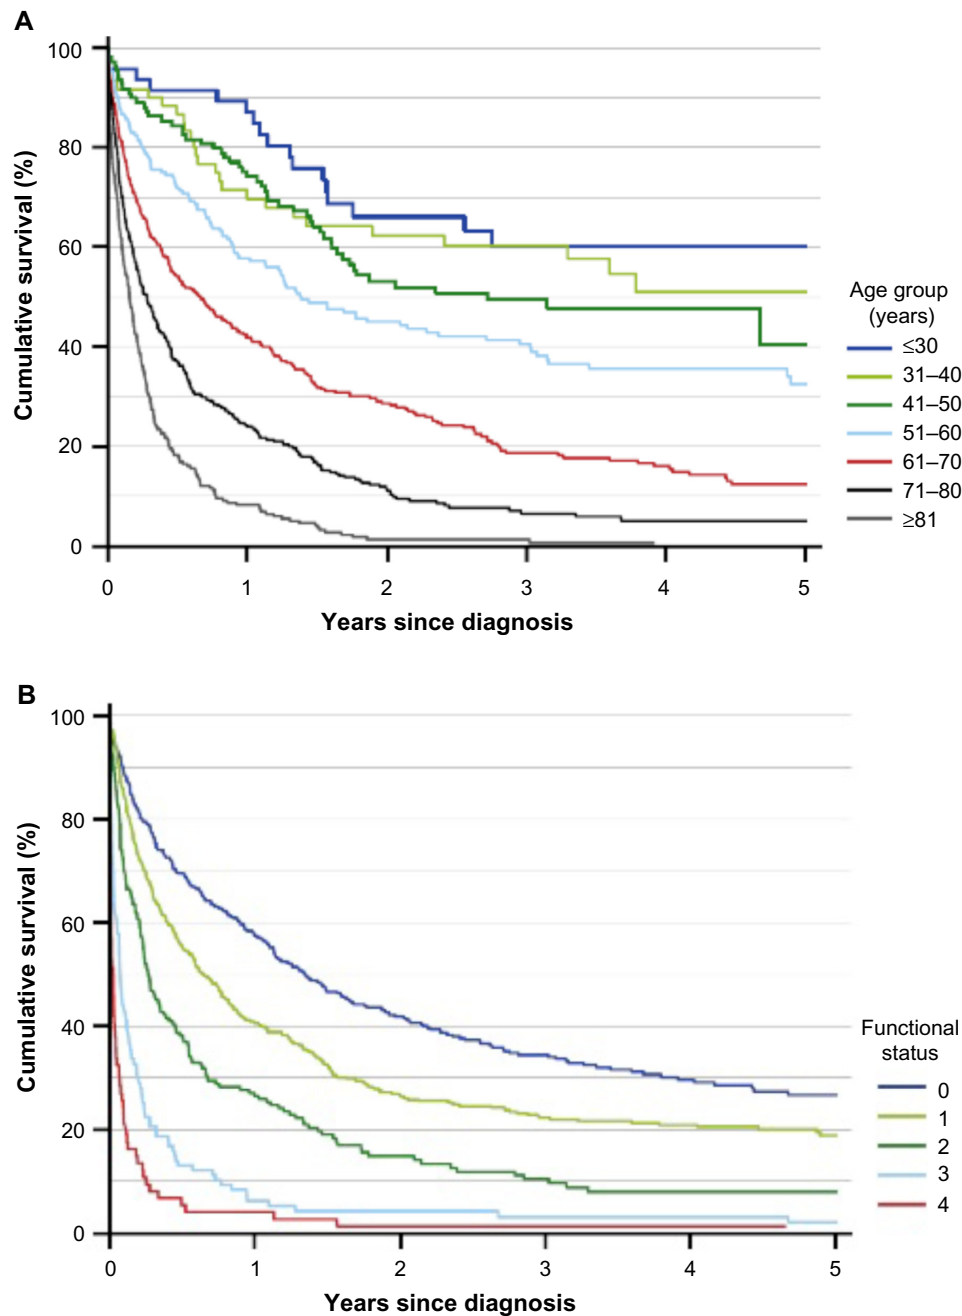 A
Cumulative survival (%)
100
80
60
40
20
0
0 1 2 3 4 5
Years since diagnosis
Age group
(years)
≤30
31–40
41–50
51–60
61–70
71–80
≥81
B
Cumulative survival (%)
100
80
60
40
20
0
0 1 2 3 4 5
Years since diagnosis
Functional
status
0
1
2
3
4